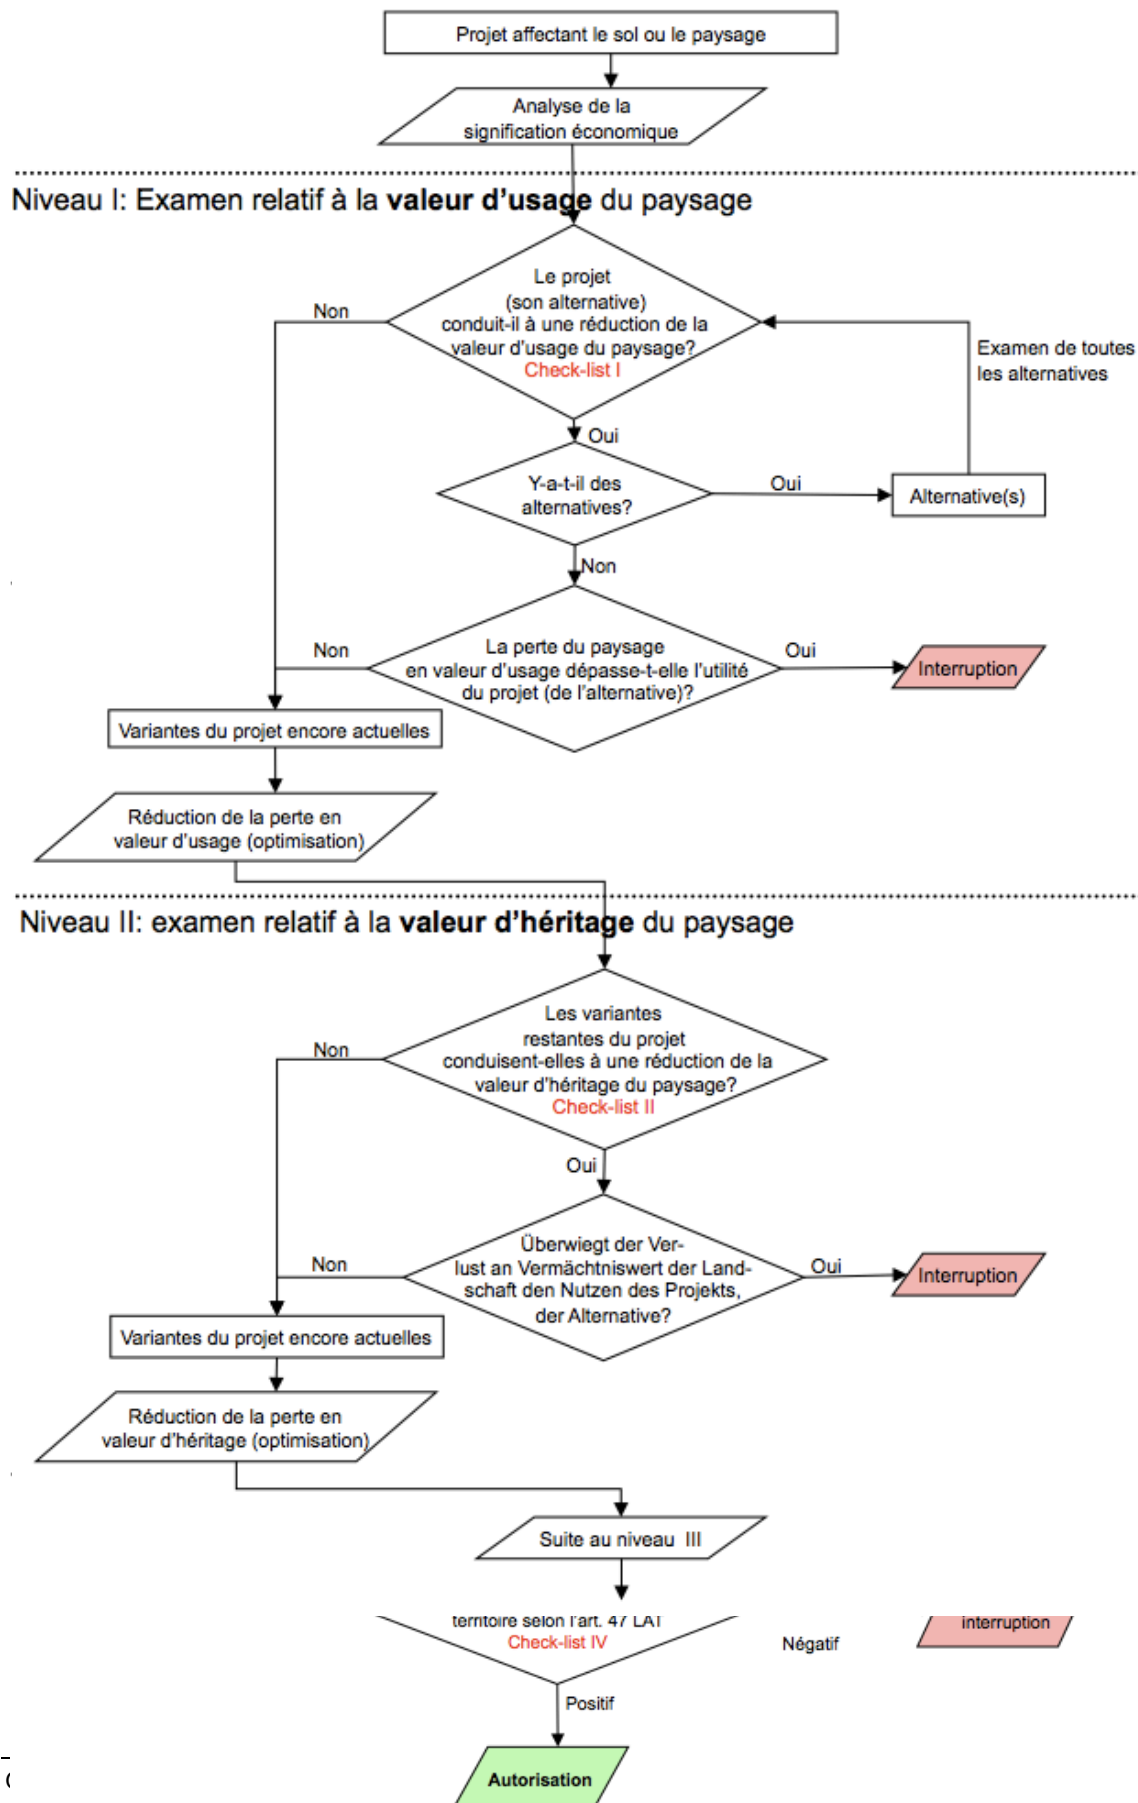 Projet affectant le sol ou le paysage
Analyse de la
signification économique
Niveau I: Examen relatif à la valeur d'usage du paysage
Le projet
(son alternative)
conduit-il à une réduction de la
valeur d'usage du paysage?
Check-list I
Non
Examen de toutes
les alternatives
Oui
Y-a-t-il des
alternatives?
Oui
Alternative(s)
Non
La perte du paysage
en valeur d'usage dépasse-t-elle l'utilité
du projet (de l'alternative)?
Non
Oui
Interruption
Variantes du projet encore actuelles
Réduction de la perte en
valeur d'usage (optimisation)
Niveau II: examen relatif à la valeur d'héritage du paysage
Les variantes
restantes du projet
conduisent-elles à une réduction de la
valeur d'héritage du paysage?
Check-list II
Non
Oui
Überwiegt der Ver-
lust an Vermächtniswert der Land-
schaft den Nutzen des Projekts,
der Alternative?
Non
Oui
Interruption
Variantes du projet encore actuelles
Réduction de la perte en
valeur d'héritage (optimisation)
Suite au niveau III
territoire selon l'art. 47 LAT
Check-list IV
interruption
Négatif
Positif
Autorisation